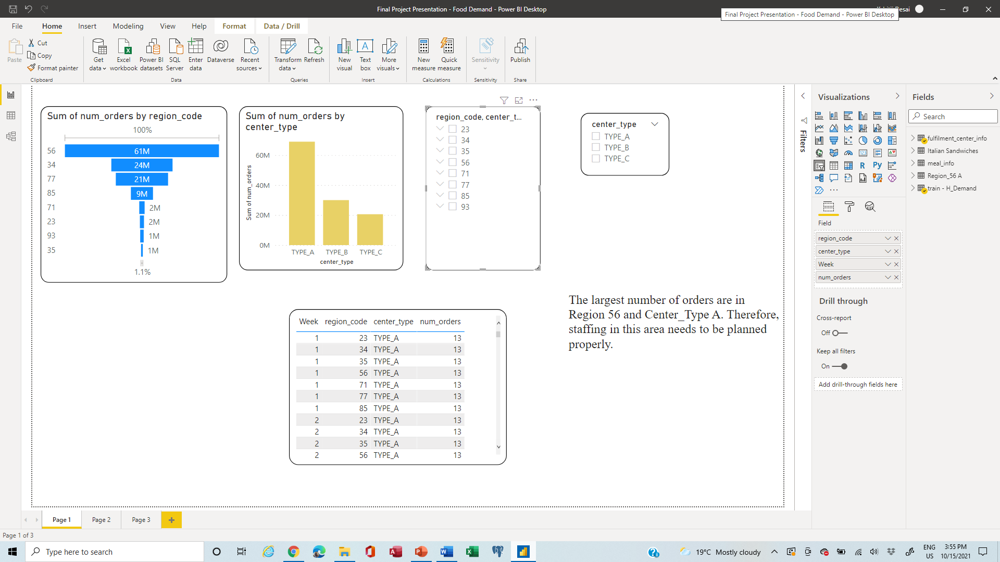 Final Project Presentation - Food Demand - Power BI Desktop
Final Project Presentation - Food Demand - Power BI Desktop
File Home Insert Modeling View Help Format Data / Drill
Paste
Cut
Copy
Format painter
Clipboard
Get data
Excel workbook
Power BI datasets
SQL Server
Enter data
Dataverse
Recent sources
Data
Transform data
Refresh
Queries
New visual
Text box
More visuals
Insert
New measure
Quick measure
Calculations
Sensitivity
Sensitivity
Publish
Share
Sum of num_orders by region_code
100%
56 61M
34 24M
77 21M
85 9M
71 2M
23 2M
93 1M
35 1M
1.1%
Sum of num_orders by
center_type
Sum of num_orders
60M
40M
20M
0M
TYPE_A TYPE_B TYPE_C
center_type
region_code, center_t...
23
34
35
56
71
77
85
93
center_type
TYPE_A
TYPE_B
TYPE_C
Week region_code center_type num_orders
1 23 TYPE_A 13
1 34 TYPE_A 13
1 35 TYPE_A 13
1 56 TYPE_A 13
1 71 TYPE_A 13
1 77 TYPE_A 13
1 85 TYPE_A 13
2 23 TYPE_A 13
2 34 TYPE_A 13
2 35 TYPE_A 13
2 56 TYPE_A 13
The largest number of orders are in
Region 56 and Center_Type A. Therefore,
staffing in this area needs to be planned
properly.
Filters
Visualizations
R Py
Field
region_code
center_type
Week
num_orders
Drill through
Cross-report
Off
Keep all filters
On
Add drill-through fields here
Fields
Search
fulfilment_center_info
Italian Sandwiches
meal_info
Region_56 A
train - H_Demand
Page 1 Page 2 Page 3
Page 1 of 3
Type here to search
19°C Mostly cloudy
ENG
US
3:55 PM
10/15/2021